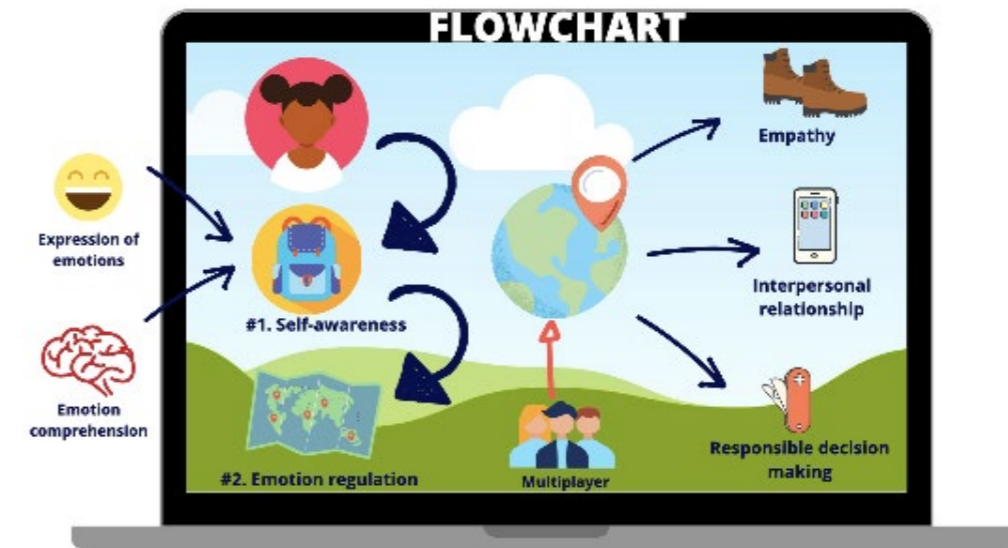 FLOWCHART
Expression of
emotions
Emotion
comprehension
#1. Self-awareness
#2. Emotion regulation
Multiplayer
Empathy
Interpersonal
relationship
Responsible decision
making